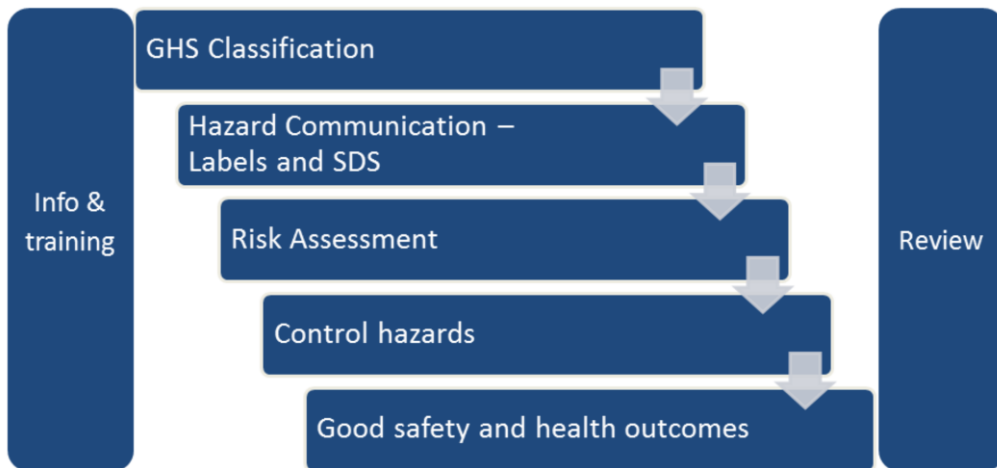 Info &
training
GHS Classification
Hazard Communication –
Labels and SDS
Risk Assessment
Control hazards
Good safety and health outcomes
Review